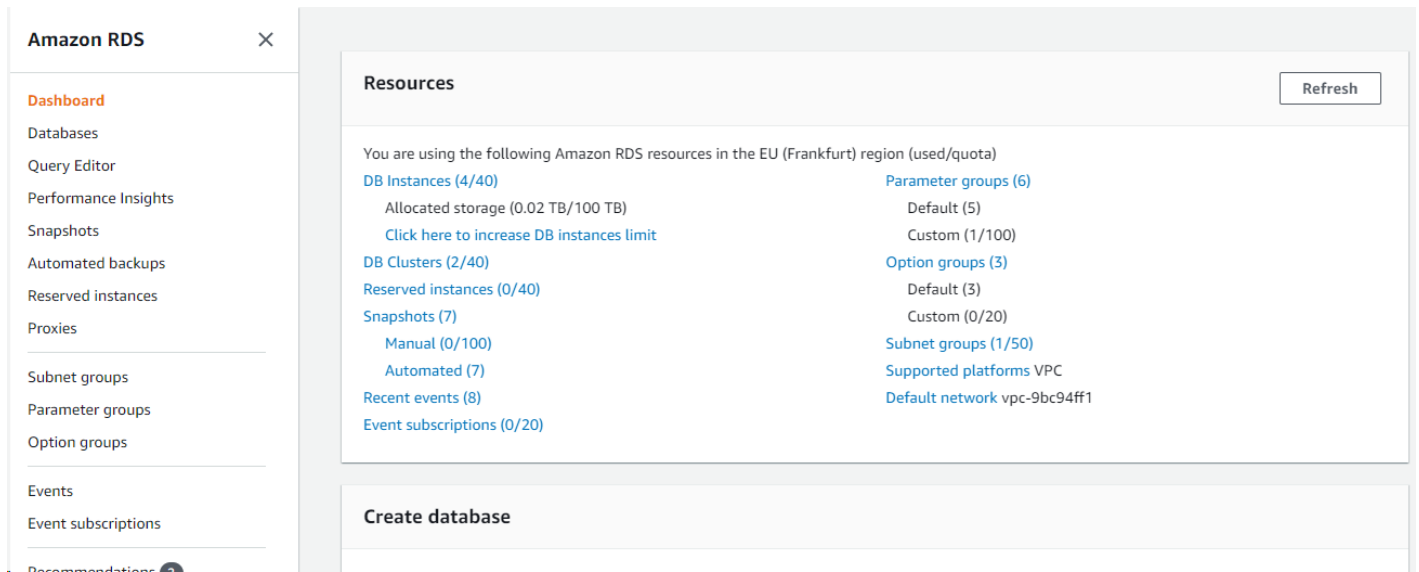 Amazon RDS
Dashboard
Databases
Query Editor
Performance Insights
Snapshots
Automated backups
Reserved instances
Proxies
Subnet groups
Parameter groups
Option groups
Events
Event subscriptions
Recommendations
Resources
Refresh
You are using the following Amazon RDS resources in the EU (Frankfurt) region (used/quota)
DB Instances (4/40)
Allocated storage (0.02 TB/100 TB)
Click here to increase DB instances limit
DB Clusters (2/40)
Reserved instances (0/40)
Snapshots (7)
Manual (0/100)
Automated (7)
Recent events (8)
Event subscriptions (0/20)
Parameter groups (6)
Default (5)
Custom (1/100)
Option groups (3)
Default (3)
Custom (0/20)
Subnet groups (1/50)
Supported platforms VPC
Default network vpc-9bc94ff1
Create database